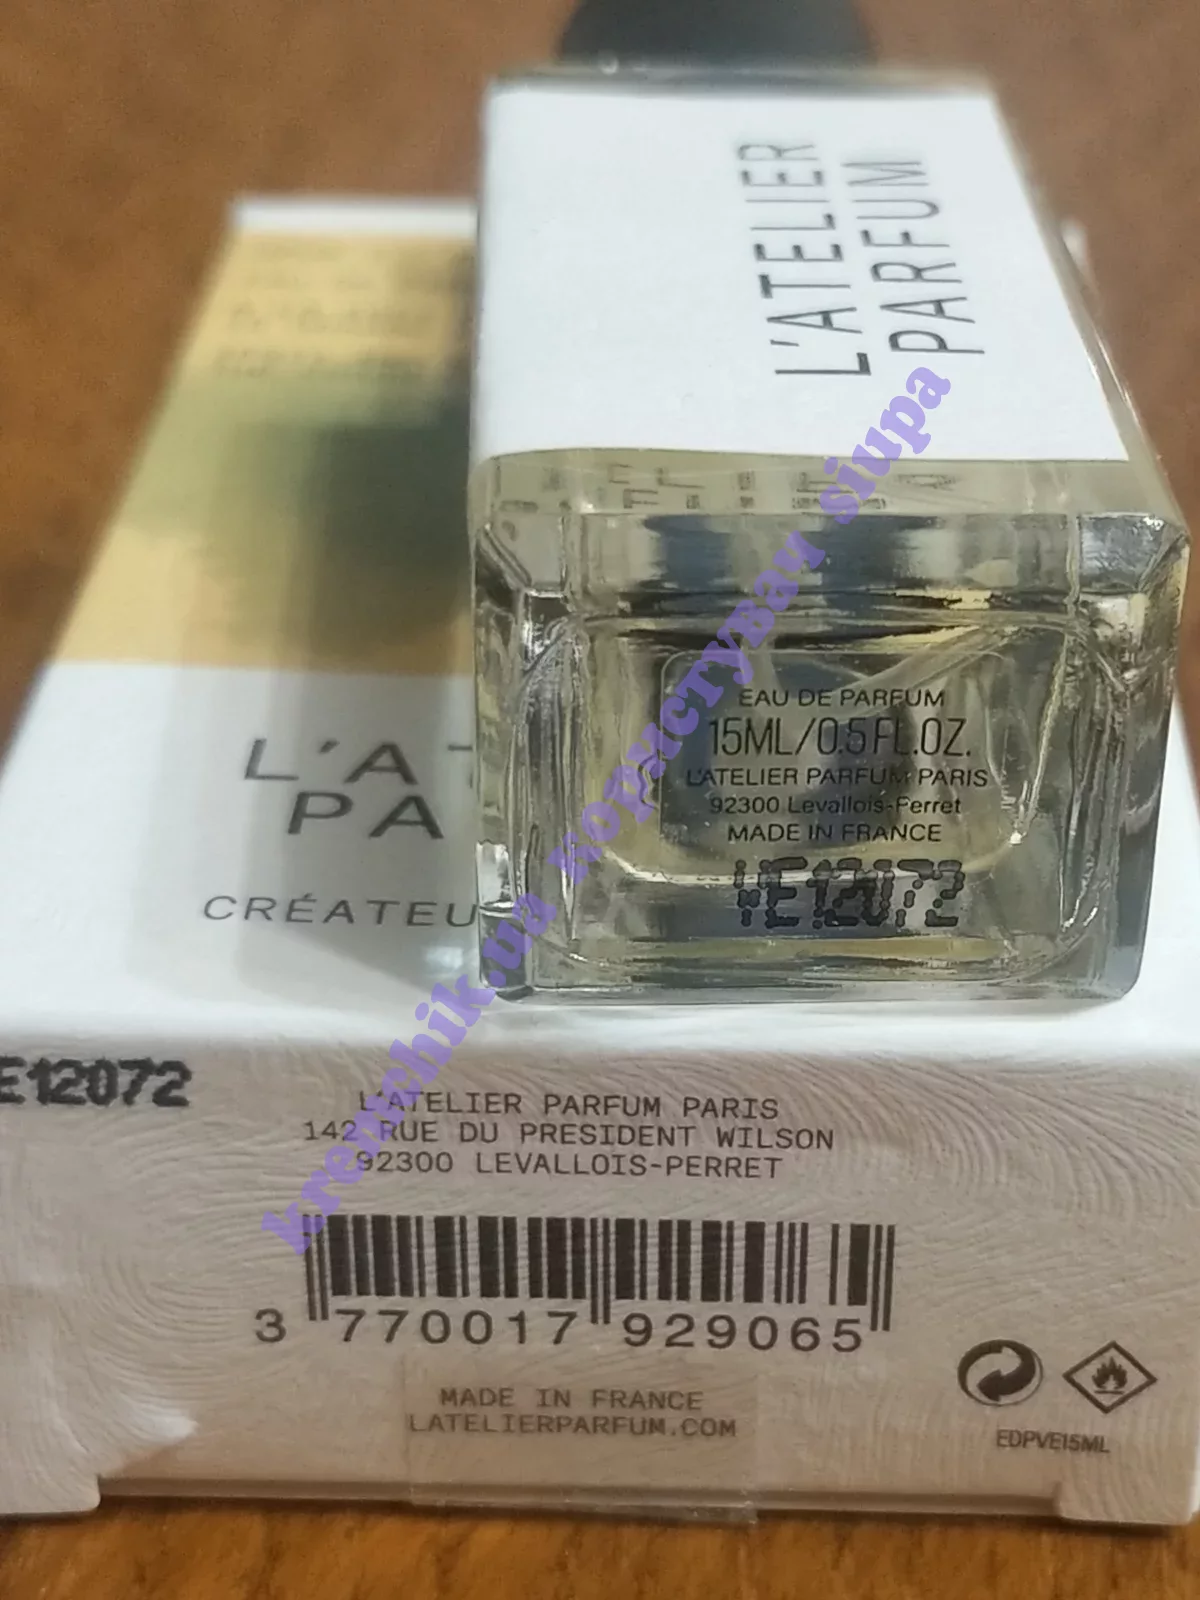 L'ATELIER
PARFUM
EAU DE PARFUM
15ML/0.5 FL.OZ.
L'ATELIER PARFUM PARIS
92300 Levallois-Perret
MADE IN FRANCE
VE12072
L'AT
PA
CRÉATEU
E12072
L'ATELIER PARFUM PARIS
142 RUE DU PRESIDENT WILSON
92300 LEVALLOIS-PERRET
3 770017 929065
MADE IN FRANCE
LATELIERPARFUM.COM
EDPVE15ML
kremchik.ua користувач siupa